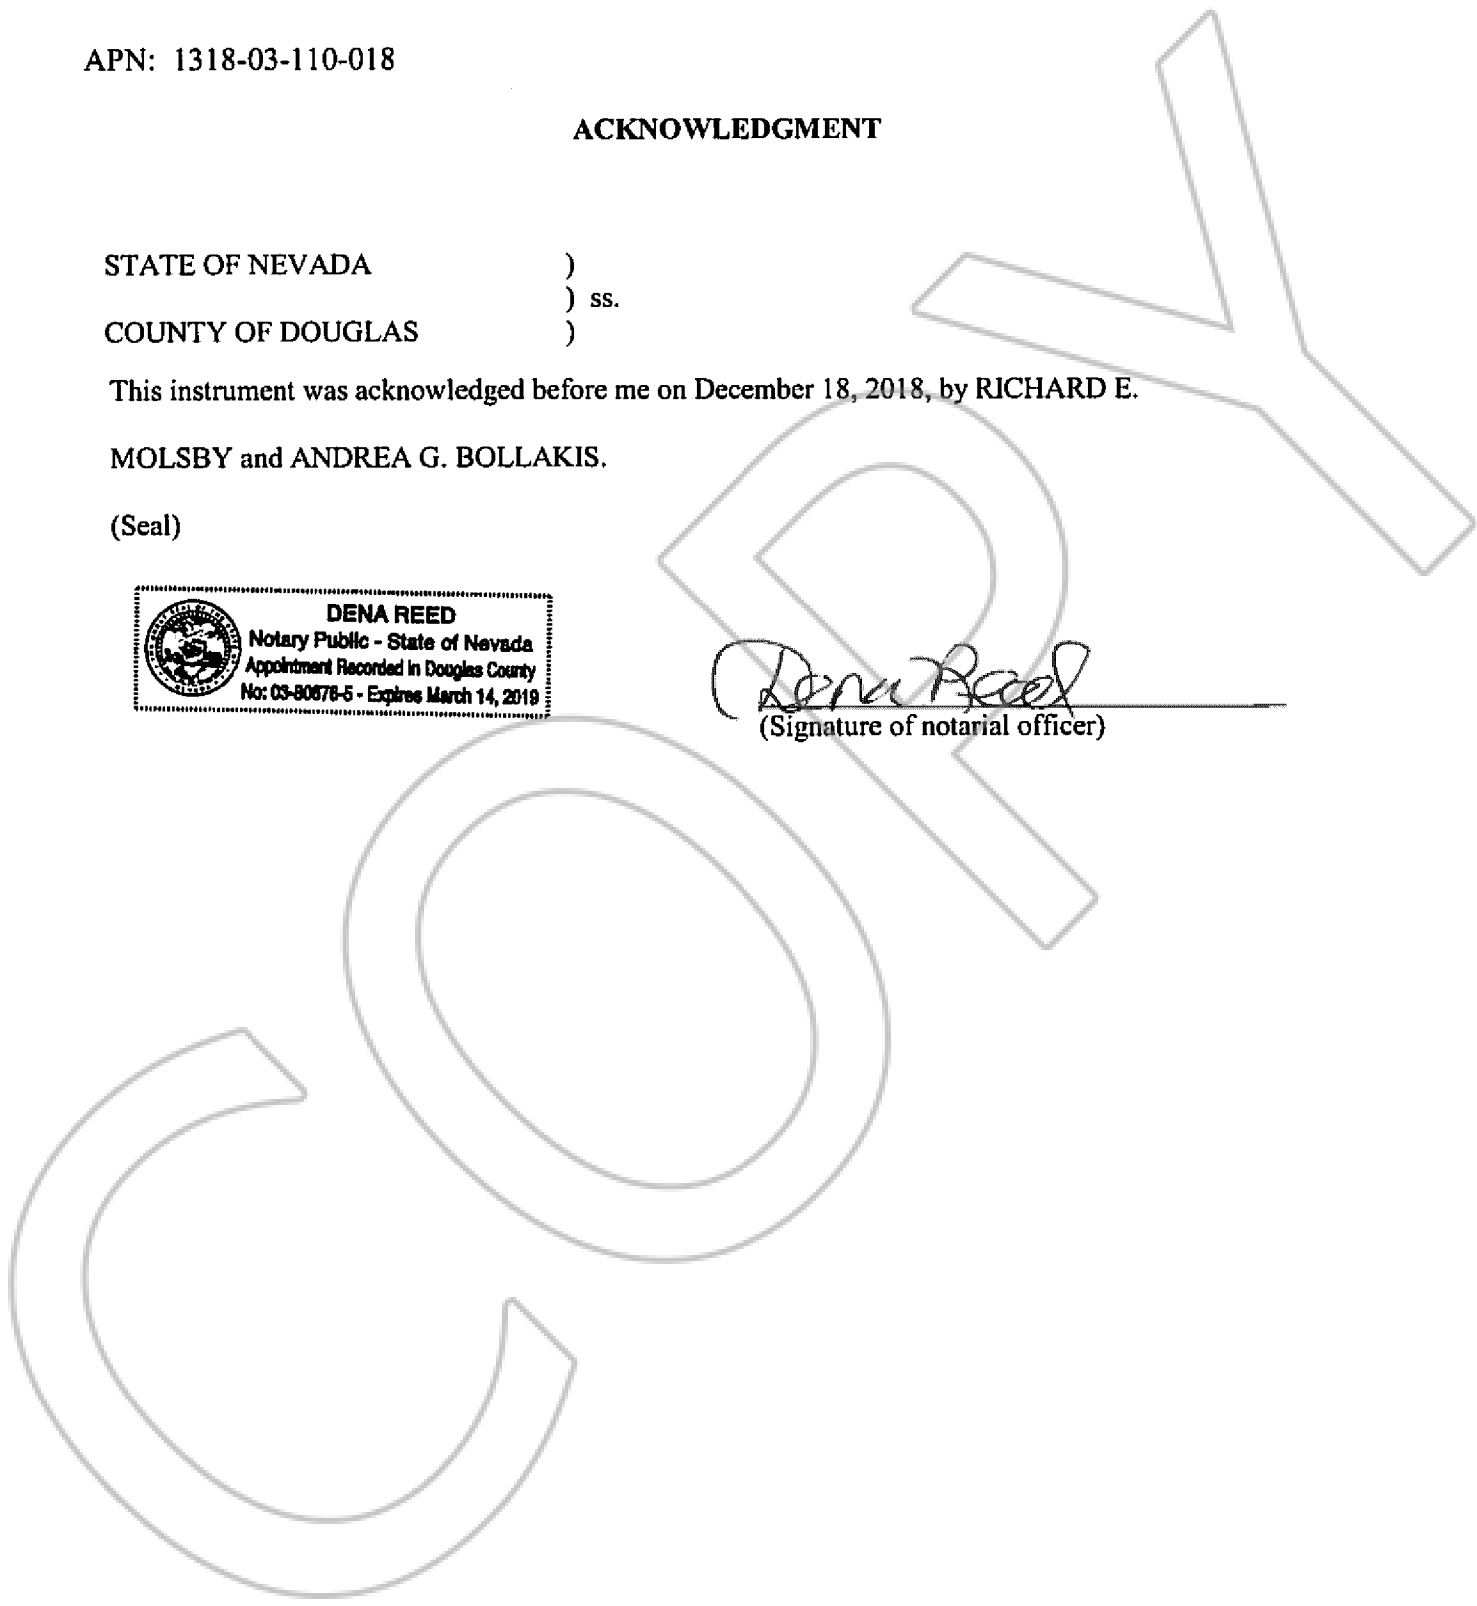 APN: 1318-03-110-018
ACKNOWLEDGMENT
STATE OF NEVADA )
) ss.
COUNTY OF DOUGLAS )
This instrument was acknowledged before me on December 18, 2018, by RICHARD E.
MOLSBY and ANDREA G. BOLLAKIS.
(Seal)
DENA REED
Notary Public - State of Nevada
Appointment Recorded in Douglas County
No: 03-80676-5 - Expires March 14, 2019
Dena Reed
(Signature of notarial officer)
COPY